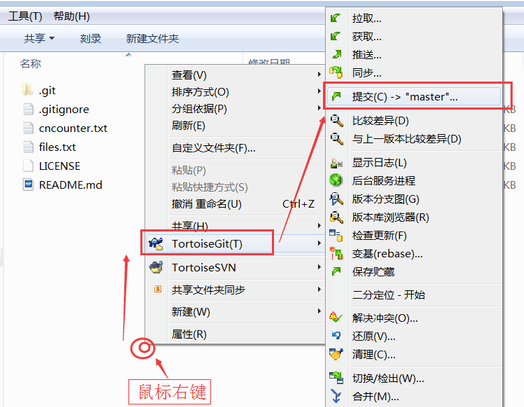 工具(T) 帮助(H)
共享
刻录
新建文件夹
名称
修改日期
.git
.gitignore
cncounter.txt
files.txt
LICENSE
README.md
KB
KB
KB
KB
查看(V)
排序方式(O)
分组依据(P)
刷新(E)
自定义文件夹(F)...
粘贴(P)
粘贴快捷方式(S)
撤消 重命名(U) Ctrl+Z
共享(H)
TortoiseGit(T)
TortoiseSVN
共享文件夹同步
新建(W)
属性(R)
鼠标右键
拉取...
获取...
推送...
同步...
提交(C) -> "master"...
比较差异(D)
与上一版本比较差异(D)
显示日志(L)
后台服务进程
版本分支图(G)
版本库浏览器(R)
检查更新(F)
变基(rebase)...
保存贮藏
二分定位 - 开始
解决冲突(O)...
还原(V)...
清理(C)...
切换/检出(W)...
合并(M)...